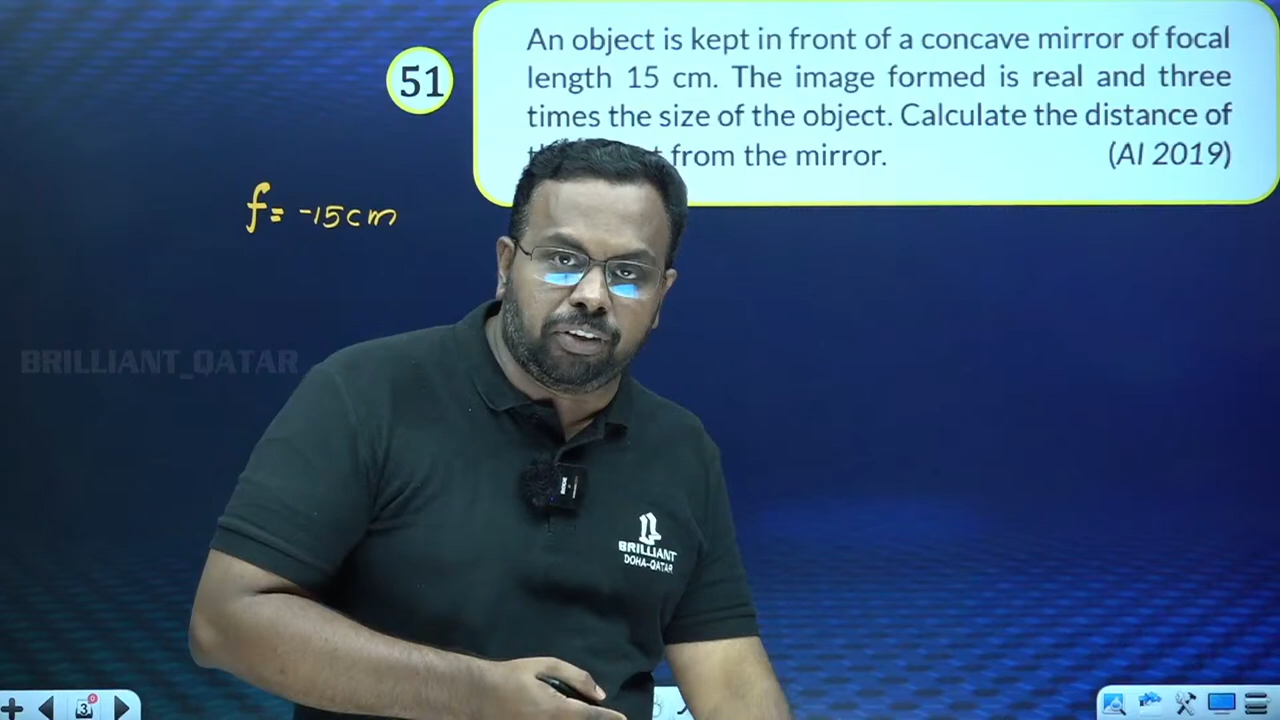 51
An object is kept in front of a concave mirror of focal
length 15 cm. The image formed is real and three
times the size of the object. Calculate the distance of
from the mirror. (AI 2019)
f = -15cm
BRILLIANT_QATAR
BRILLIANT
DOHA-QATAR